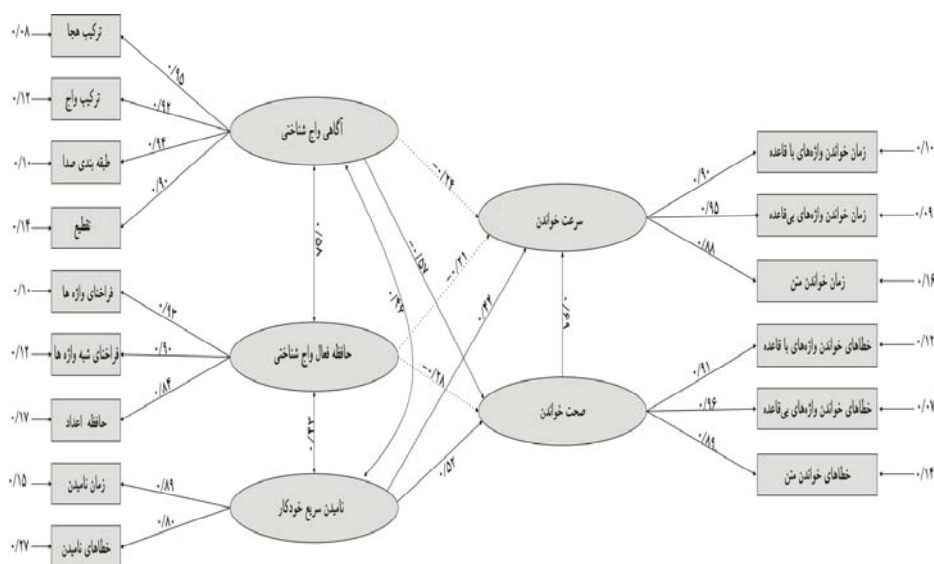 ترکیب هجا
۰/۰۸
۰/۹۵
ترکیب واج
۰/۱۲
۰/۹۲
طبقه بندی صدا
۰/۱۰
۰/۹۴
تقطیع
۰/۱۴
۰/۹۰
آگاهی واج شناختی
فراخنای واژه ها
۰/۱۰
۰/۹۳
فراخنای شبه واژه ها
۰/۱۲
۰/۹۰
حافظه اعداد
۰/۱۷
۰/۸۴
حافظه فعال واج شناختی
زمان نامیدن
۰/۱۵
۰/۸۹
خطاهای نامیدن
۰/۲۷
۰/۸۰
نامیدن سریع خودکار
۰/۵۸
-۰/۲۴
-۰/۵۷
-۰/۲۱
-۰/۲۸
۰/۵۲
۰/۶۹
سرعت خواندن
صحت خواندن
زمان خواندن واژه‌های با قاعده
۰/۱۰
۰/۹۰
زمان خواندن واژه‌های بی‌قاعده
۰/۰۹
۰/۹۵
زمان خواندن متن
۰/۱۶
۰/۸۸
خطاهای خواندن واژه‌های با قاعده
۰/۱۲
۰/۹۱
خطاهای خواندن واژه‌های بی‌قاعده
۰/۰۷
۰/۹۶
خطاهای خواندن متن
۰/۱۴
۰/۸۹